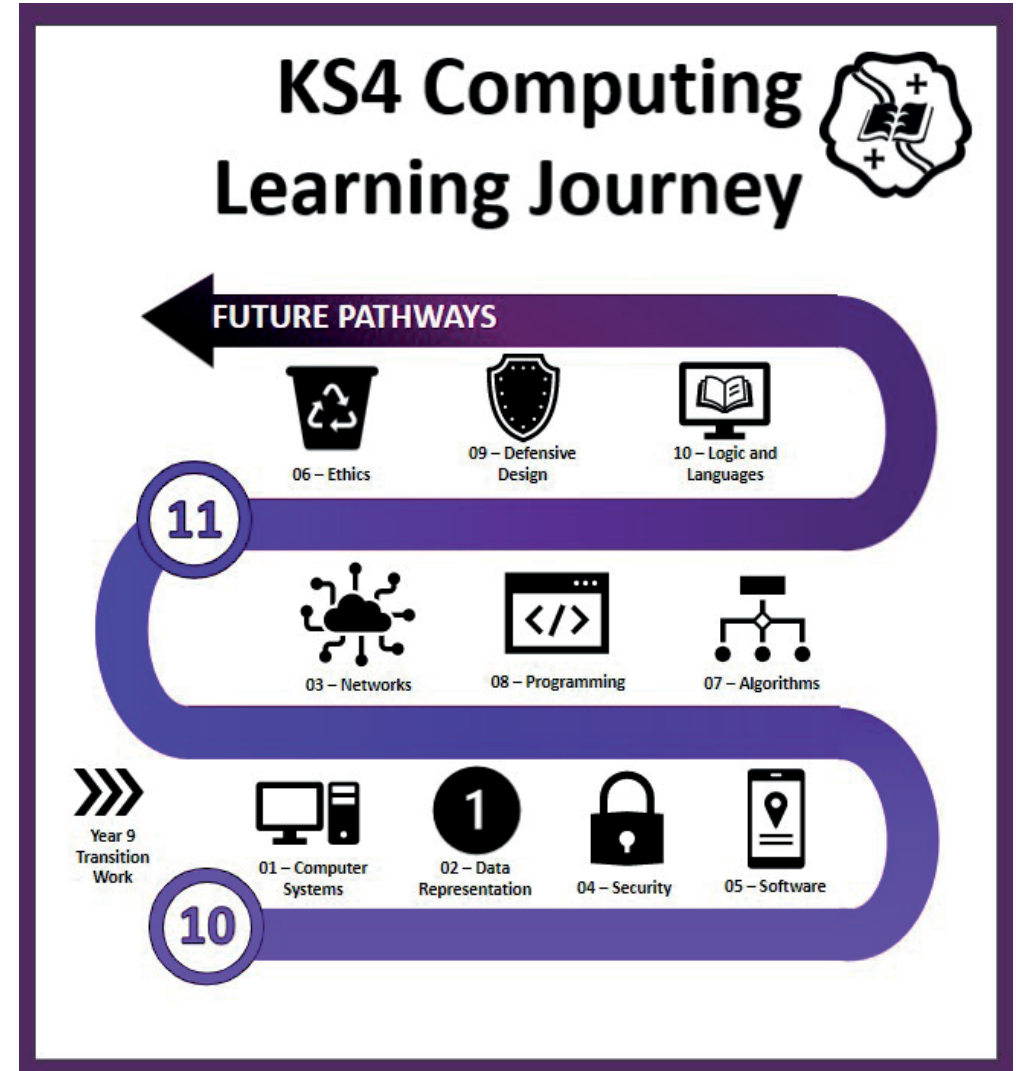 KS4 Computing
Learning Journey
FUTURE PATHWAYS
06 – Ethics
09 – Defensive
Design
10 – Logic and
Languages
11
03 – Networks
08 – Programming
07 – Algorithms
Year 9
Transition
Work
01 – Computer
Systems
1
02 – Data
Representation
04 – Security
05 – Software
10